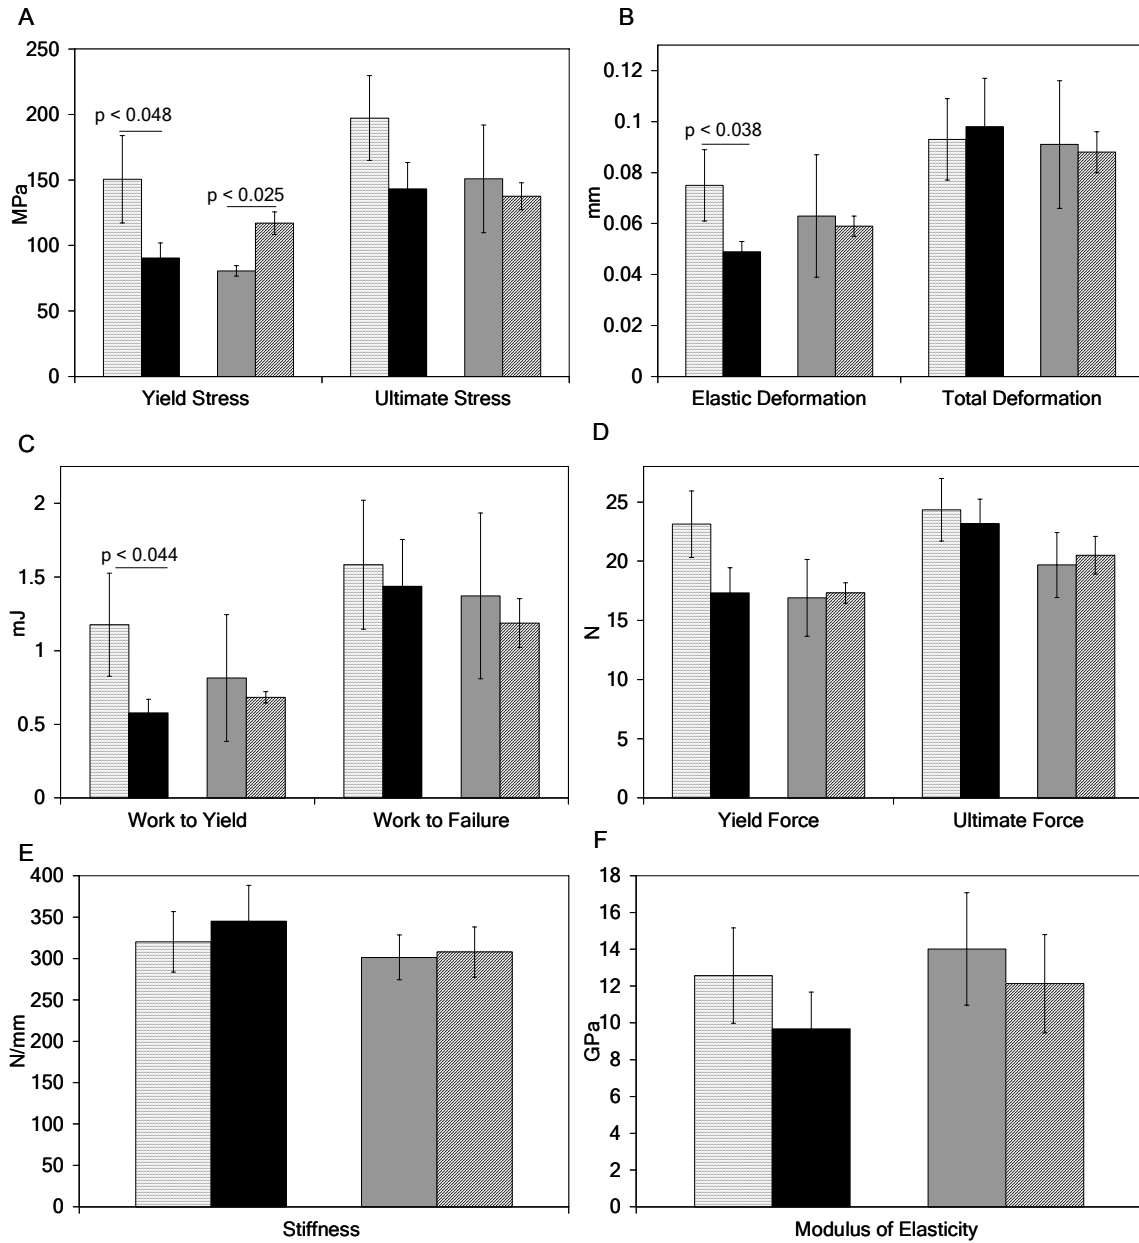 A
B
250
200
150
100
50
0
MPa
p < 0.048
p < 0.025
Yield Stress
Ultimate Stress
0.12
0.1
0.08
0.06
0.04
0.02
0
mm
p < 0.038
Elastic Deformation
Total Deformation
C
D
2
1.5
1
0.5
0
mJ
p < 0.044
Work to Yield
Work to Failure
25
20
15
10
5
0
N
Yield Force
Ultimate Force
E
F
400
350
300
250
200
150
100
50
0
N/mm
Stiffness
18
16
14
12
10
8
6
4
2
0
GPa
Modulus of Elasticity